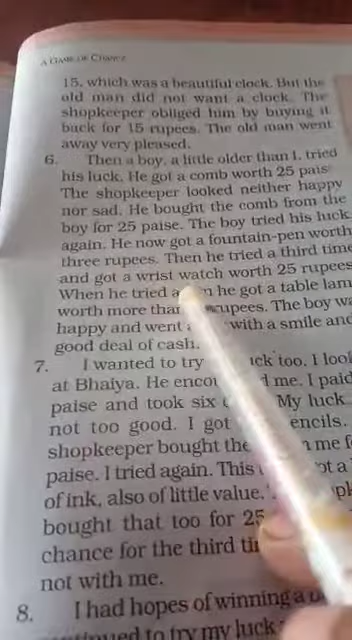 A GAME OF CHANCE
15, which was a beautiful clock. But the
old man did not want a clock. The
shopkeeper obliged him by buying it
back for 15 rupees. The old man went
away very pleased.
6. Then a boy, a little older than I, tried
his luck. He got a comb worth 25 pais
The shopkeeper looked neither happy
nor sad. He bought the comb from the
boy for 25 paise. The boy tried his luck
again. He now got a fountain-pen worth
three rupees. Then he tried a third time
and got a wrist watch worth 25 rupees
When he tried he got a table lam
worth more than rupees. The boy wa
happy and went with a smile and
good deal of cash.
7. I wanted to try uck too. I look
at Bhaiya. He encou d me. I paid
paise and took six My luck
not too good. I got encils.
shopkeeper bought the me f
paise. I tried again. This ot a
of ink, also of little value.
bought that too for 25
chance for the third ti
not with me.
8. I had hopes of winning a
ntinued to try my luck